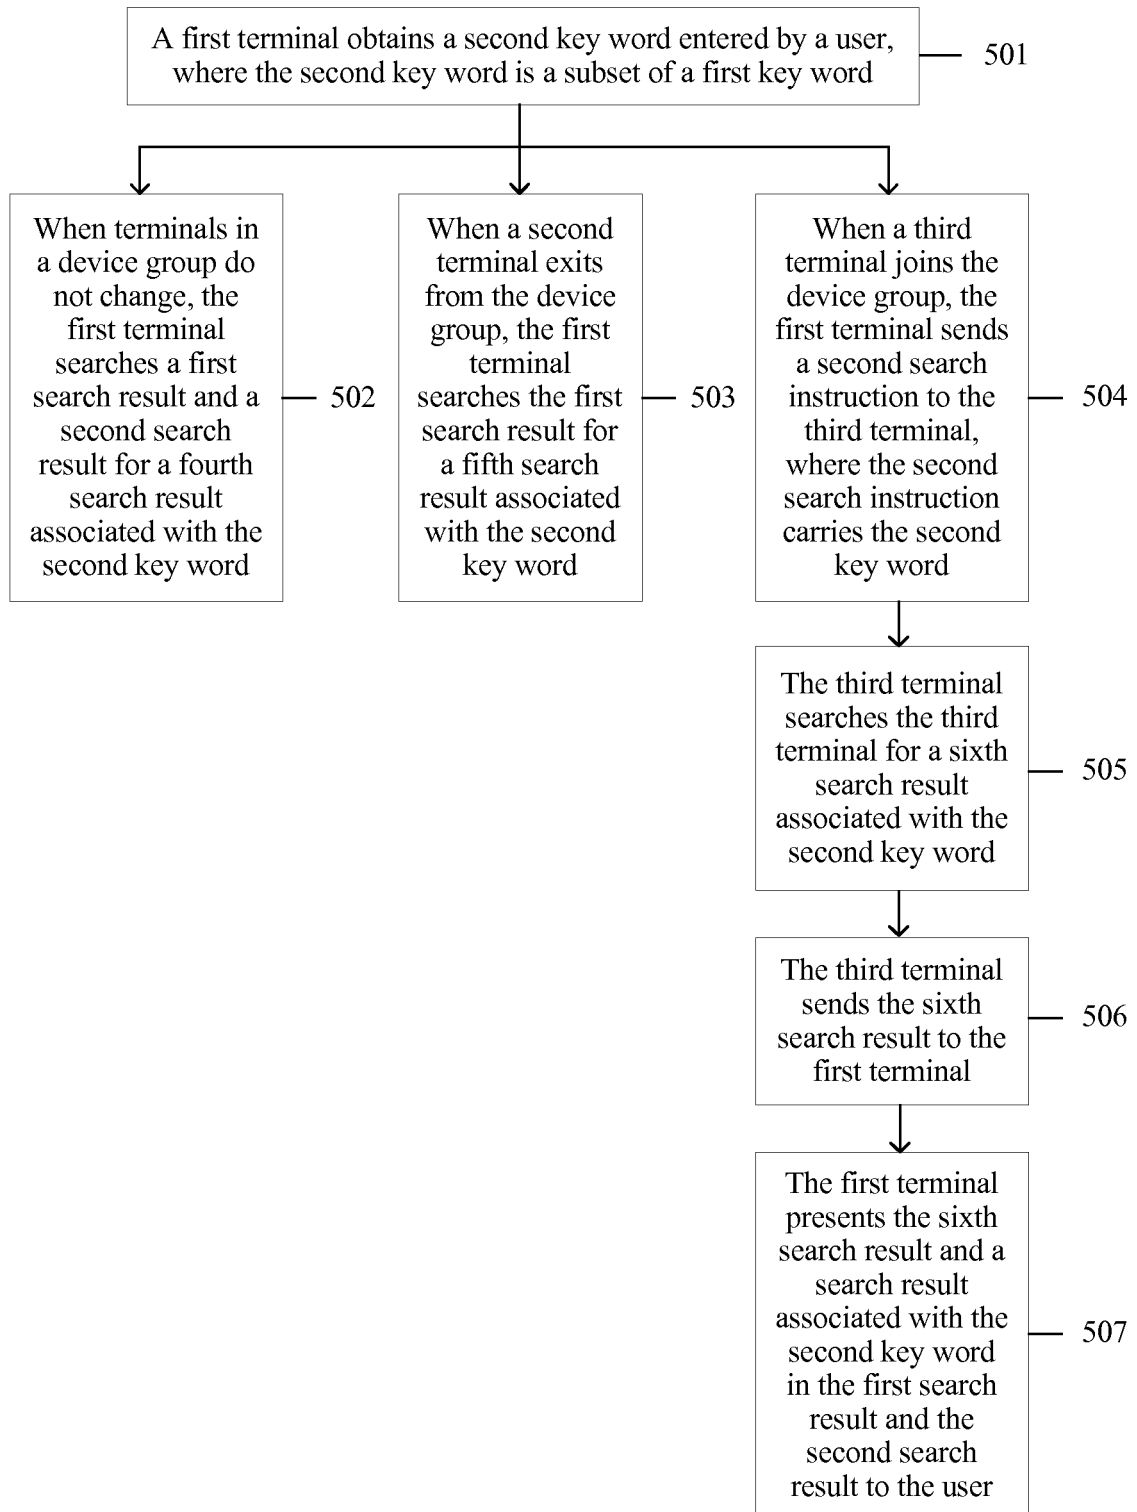 A first terminal obtains a second key word entered by a user,
where the second key word is a subset of a first key word
501
When terminals in
a device group do
not change, the
first terminal
searches a first
search result and a
second search
result for a fourth
search result
associated with the
second key word
502
When a second
terminal exits
from the device
group, the first
terminal
searches the first
search result for
a fifth search
result associated
with the second
key word
503
When a third
terminal joins the
device group, the
first terminal sends
a second search
instruction to the
third terminal,
where the second
search instruction
carries the second
key word
504
The third terminal
searches the third
terminal for a sixth
search result
associated with the
second key word
505
The third terminal
sends the sixth
search result to the
first terminal
506
The first terminal
presents the sixth
search result and a
search result
associated with the
second key word
in the first search
result and the
second search
result to the user
507